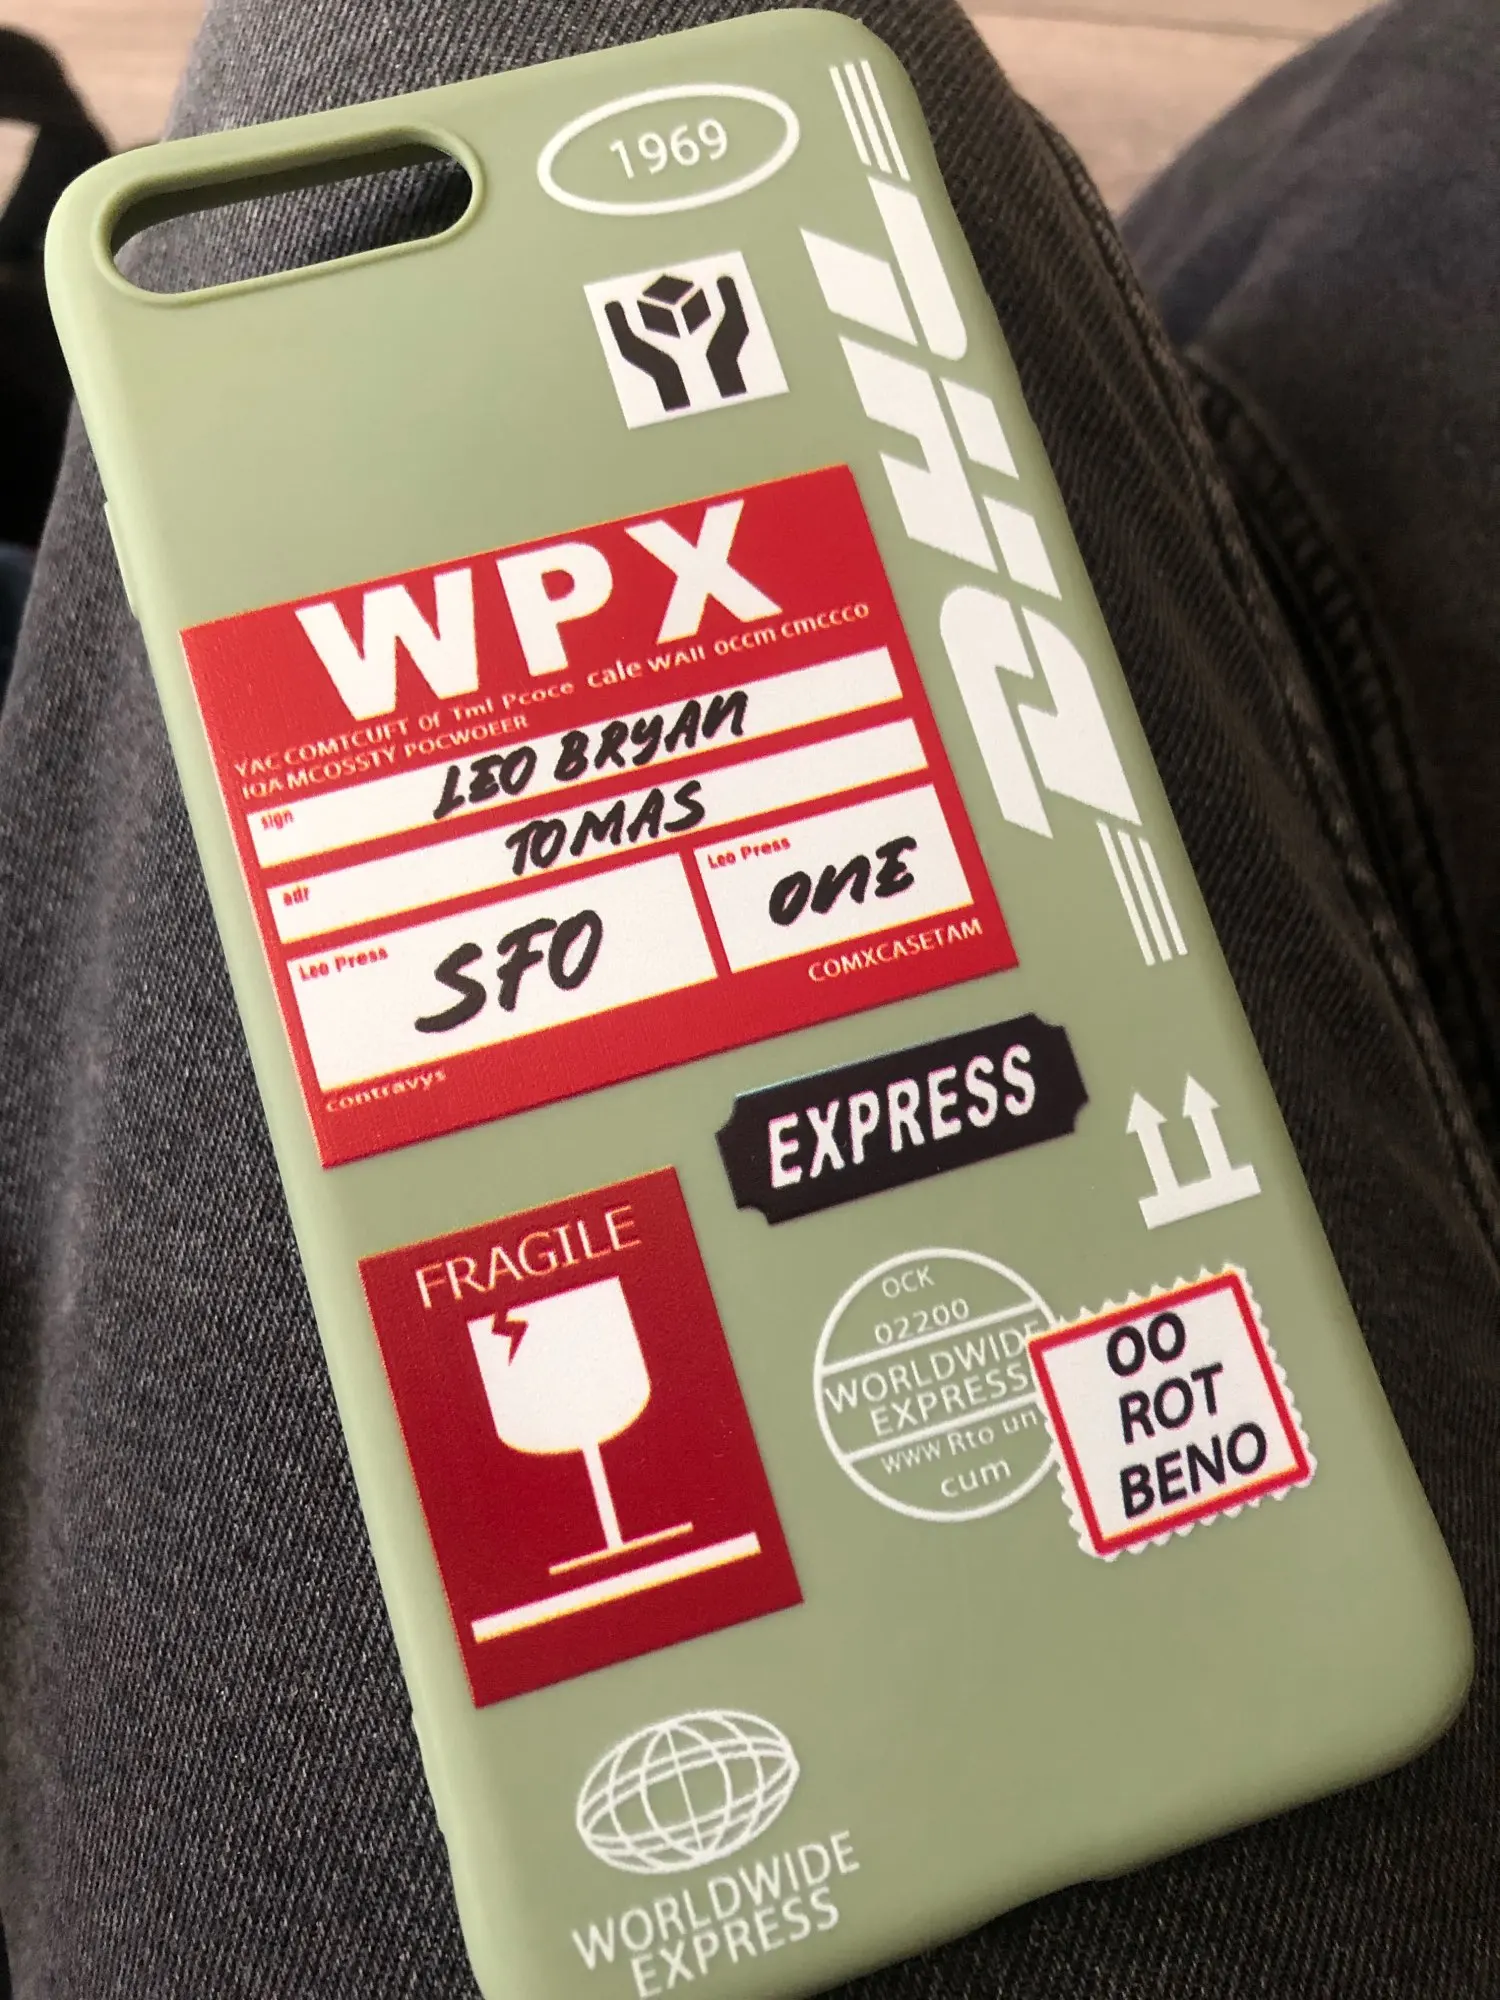 1969
DHL
WPX
YAC COMTCUFT Of Tml Pcoce cale WAll occm cmccco
IQA MCOSSTY POCWOEER
sign
LEO BRYAN
adr
TOMAS
Leo Press
SFO
Leo Press
ONE
COMXCASETAM
contravys
EXPRESS
FRAGILE
OCK
02200
WORLDWIDE
EXPRESS
www Rto un
cum
OO
ROT
BENO
WORLDWIDE
EXPRESS